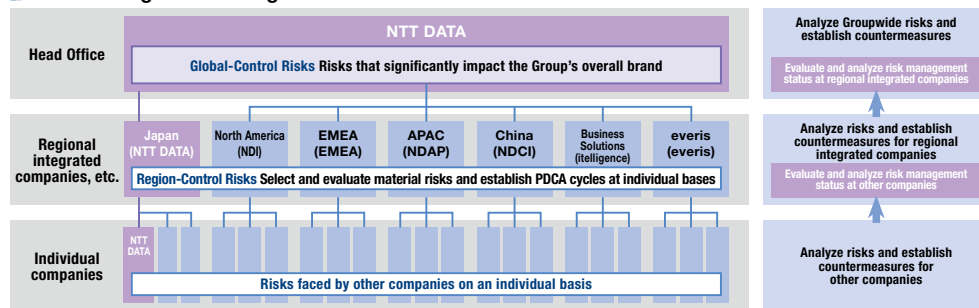 Head Office
NTT DATA
Global-Control Risks Risks that significantly impact the Group's overall brand
Analyze Groupwide risks and
establish countermeasures
Evaluate and analyze risk management
status at regional integrated companies
Regional
integrated
companies, etc.
Japan
(NTT DATA)
North America
(NDI)
EMEA
(EMEA)
APAC
(NDAP)
China
(NDCI)
Business
Solutions
(itelligence)
everis
(everis)
Region-Control Risks Select and evaluate material risks and establish PDCA cycles at individual bases
Analyze risks and establish
countermeasures for regional
integrated companies
Evaluate and analyze risk management
status at other companies
Individual
companies
NTT
DATA
Risks faced by other companies on an individual basis
Analyze risks and establish
countermeasures for
other companies